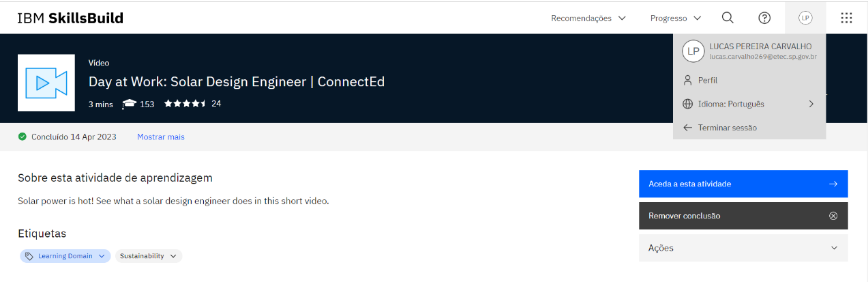 IBM SkillsBuild
Recomendações
Progresso
LP
LP
LUCAS PEREIRA CARVALHO
lucas.carvalho269@etec.sp.gov.br
Perfil
Idioma: Português
Terminar sessão
Vídeo
Day at Work: Solar Design Engineer | ConnectEd
3 mins 153 24
Concluído 14 Apr 2023 Mostrar mais
Sobre esta atividade de aprendizagem
Solar power is hot! See what a solar design engineer does in this short video.
Etiquetas
Learning Domain Sustainability
Aceda a esta atividade
Remover conclusão
Ações